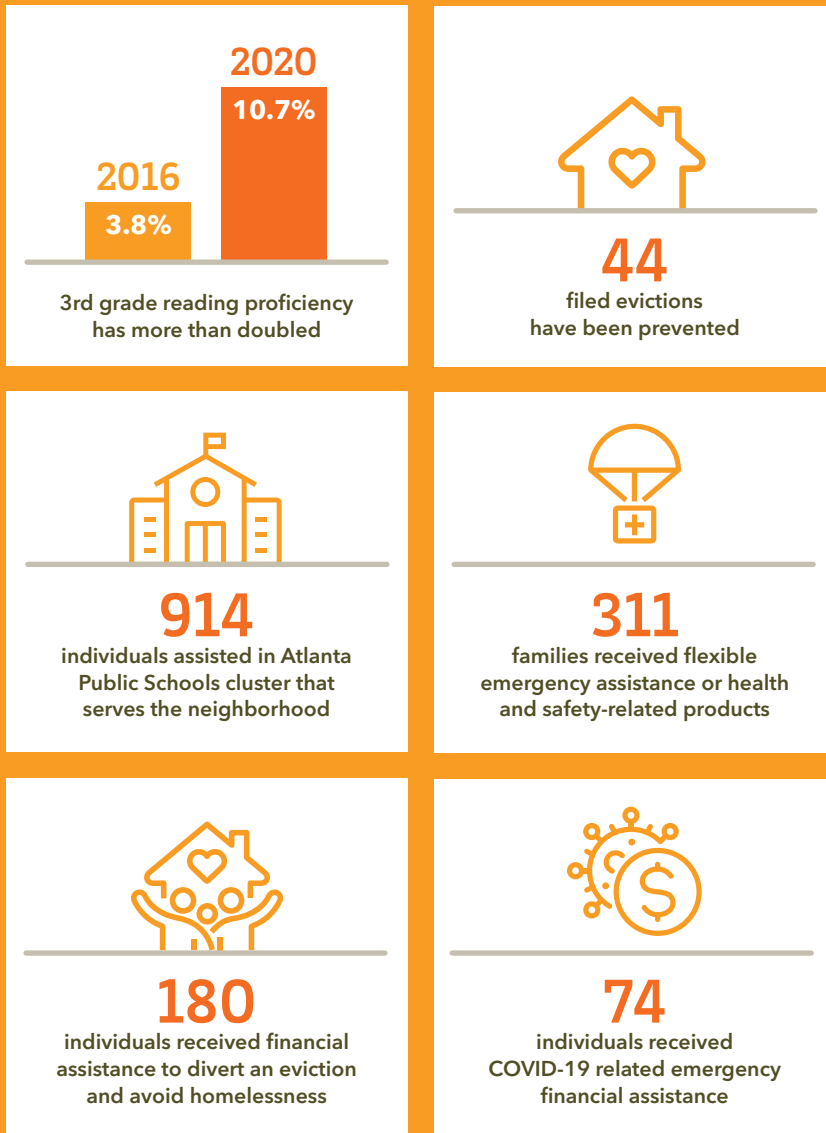 2020
10.7%
2016
3.8%
3rd grade reading proficiency
has more than doubled
44
filed evictions
have been prevented
914
individuals assisted in Atlanta
Public Schools cluster that
serves the neighborhood
311
families received flexible
emergency assistance or health
and safety-related products
180
individuals received financial
assistance to divert an eviction
and avoid homelessness
$
74
individuals received
COVID-19 related emergency
financial assistance